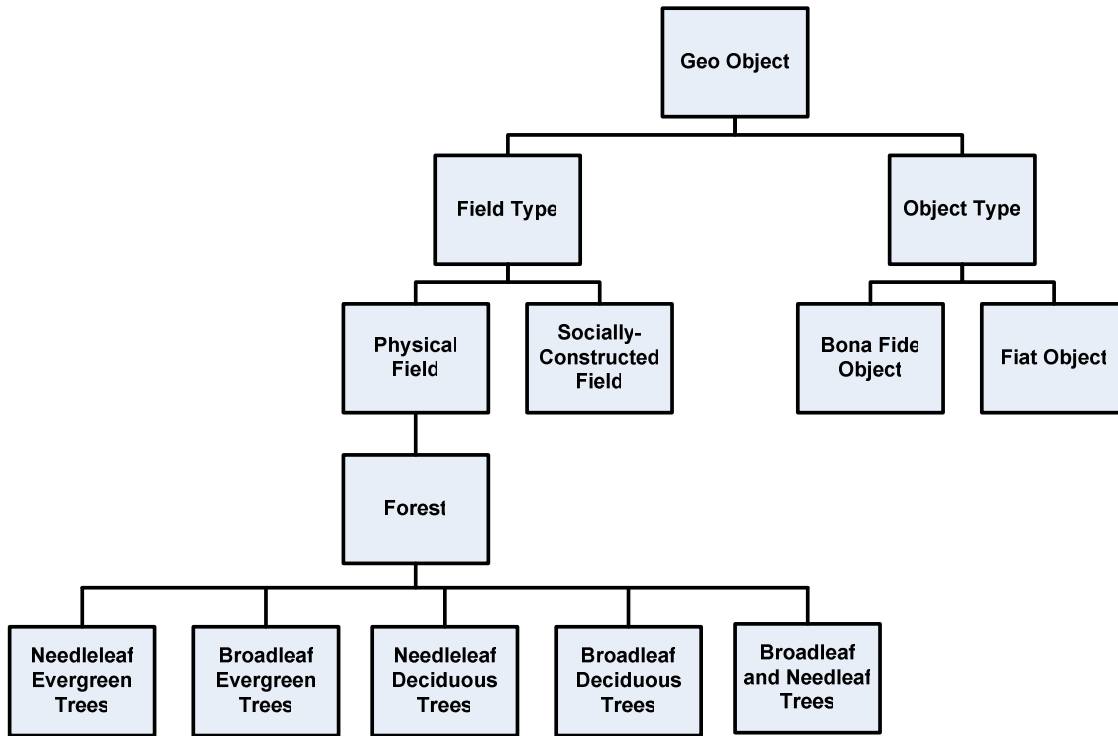 Geo Object
Field Type
Object Type
Physical
Field
Socially-
Constructed
Field
Bona Fide
Object
Fiat Object
Forest
Needleleaf
Evergreen
Trees
Broadleaf
Evergreen
Trees
Needleleaf
Deciduous
Trees
Broadleaf
Deciduous
Trees
Broadleaf
and Needleaf
Trees